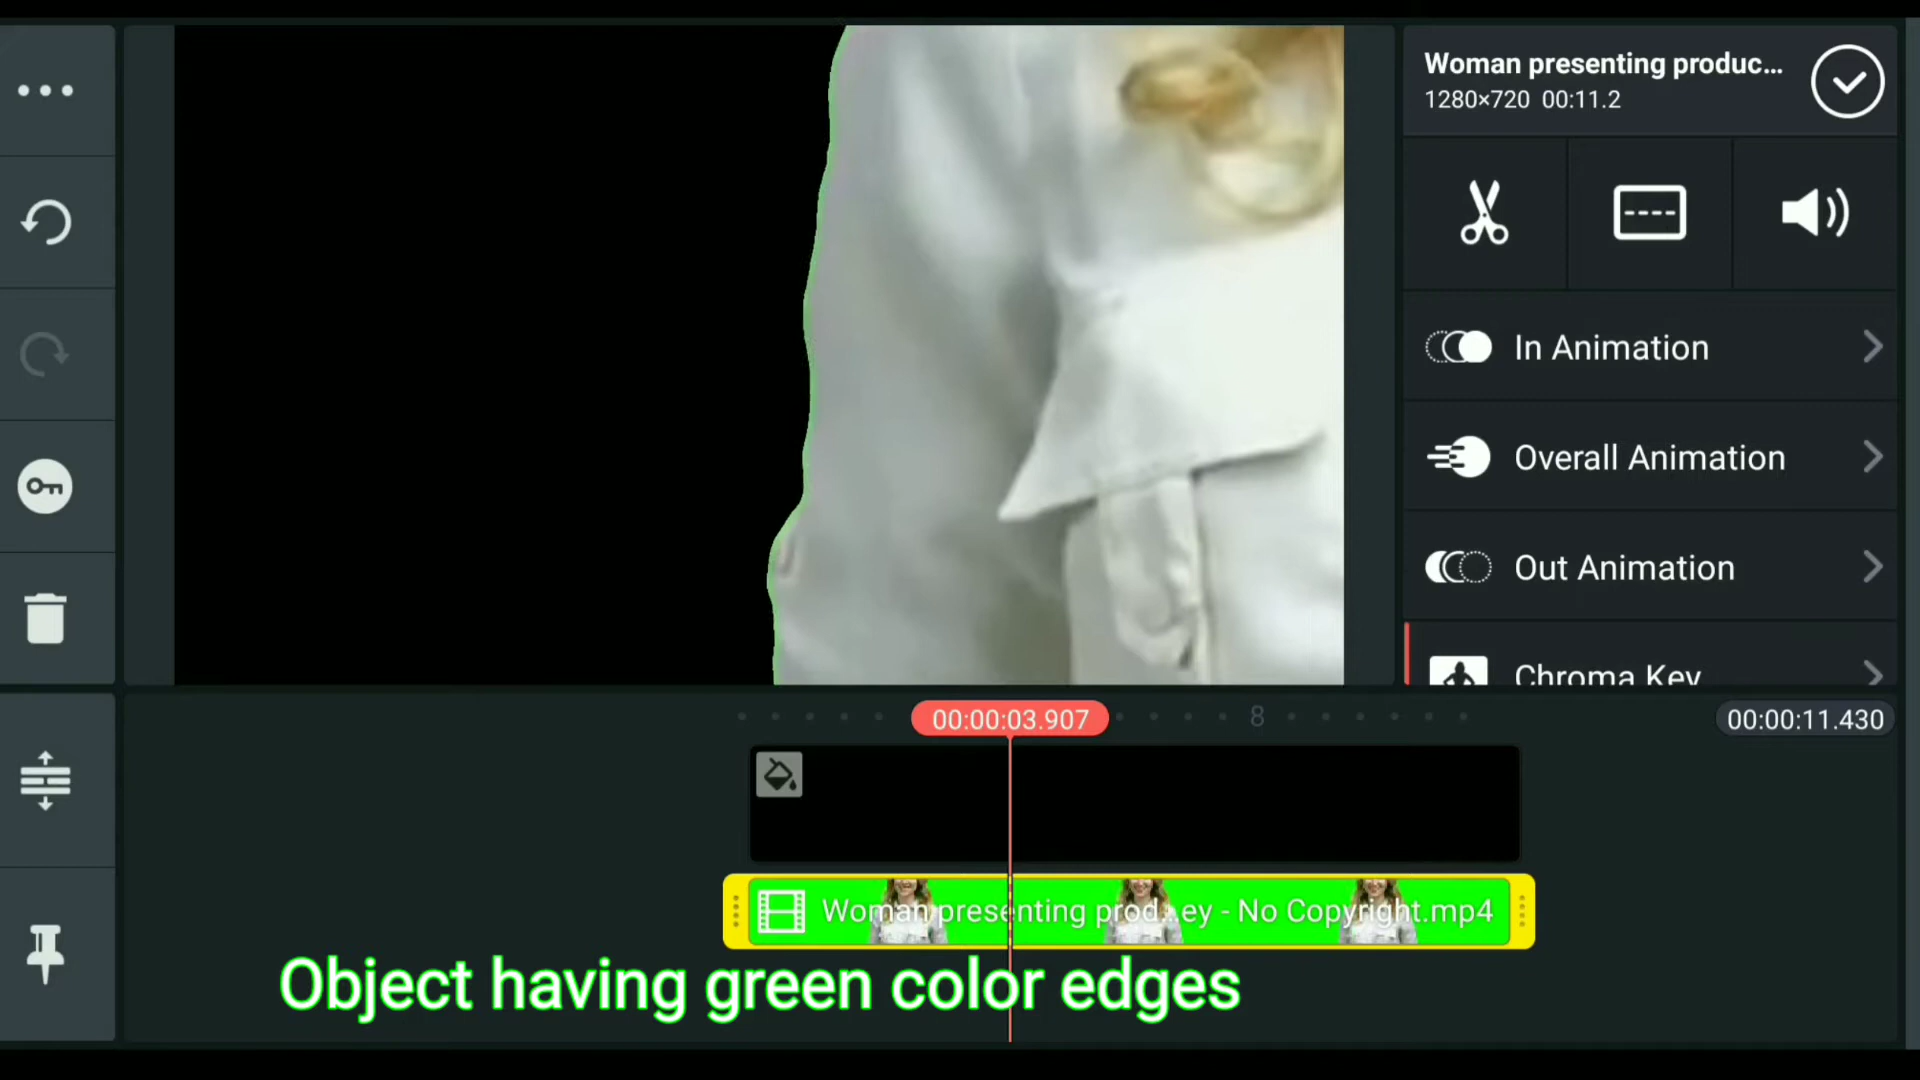 Woman presenting produc...
1280×720 00:11.2
In Animation
Overall Animation
Out Animation
Chroma Key
00:00:03.907
8
00:00:11.430
Woman presenting prod...ey - No Copyright.mp4
Object having green color edges